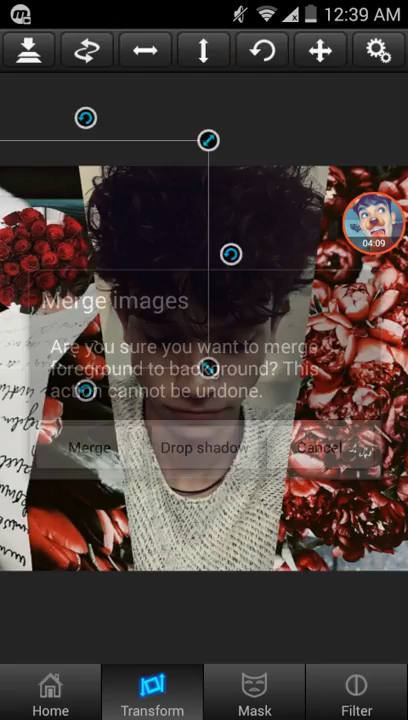 12:39 AM
04:09
Merge images
Are you sure you want to merge
foreground to background? This
action cannot be undone.
Merge
Drop shadow
Cancel
Home
Transform
Mask
Filter